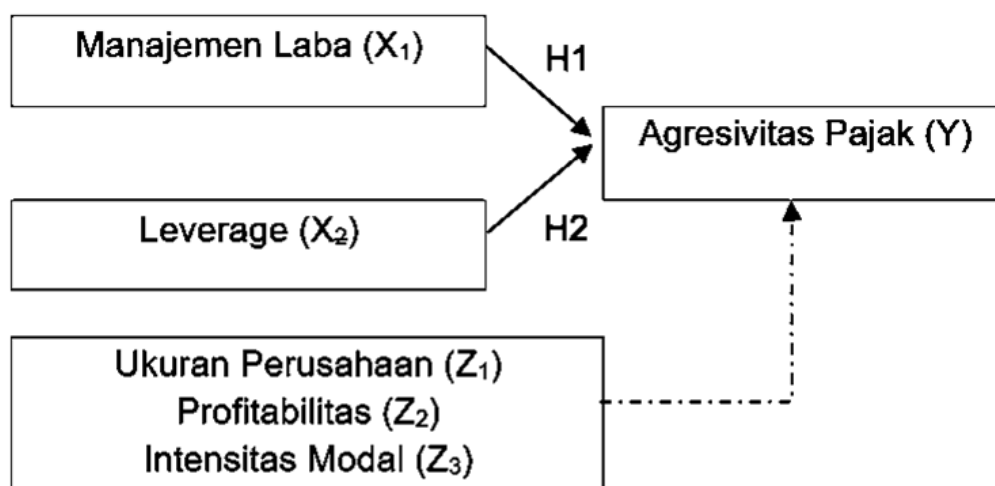 Manajemen Laba (X₁)
H1
Agresivitas Pajak (Y)
Leverage (X₂)
H2
Ukuran Perusahaan (Z₁)
Profitabilitas (Z₂)
Intensitas Modal (Z₃)